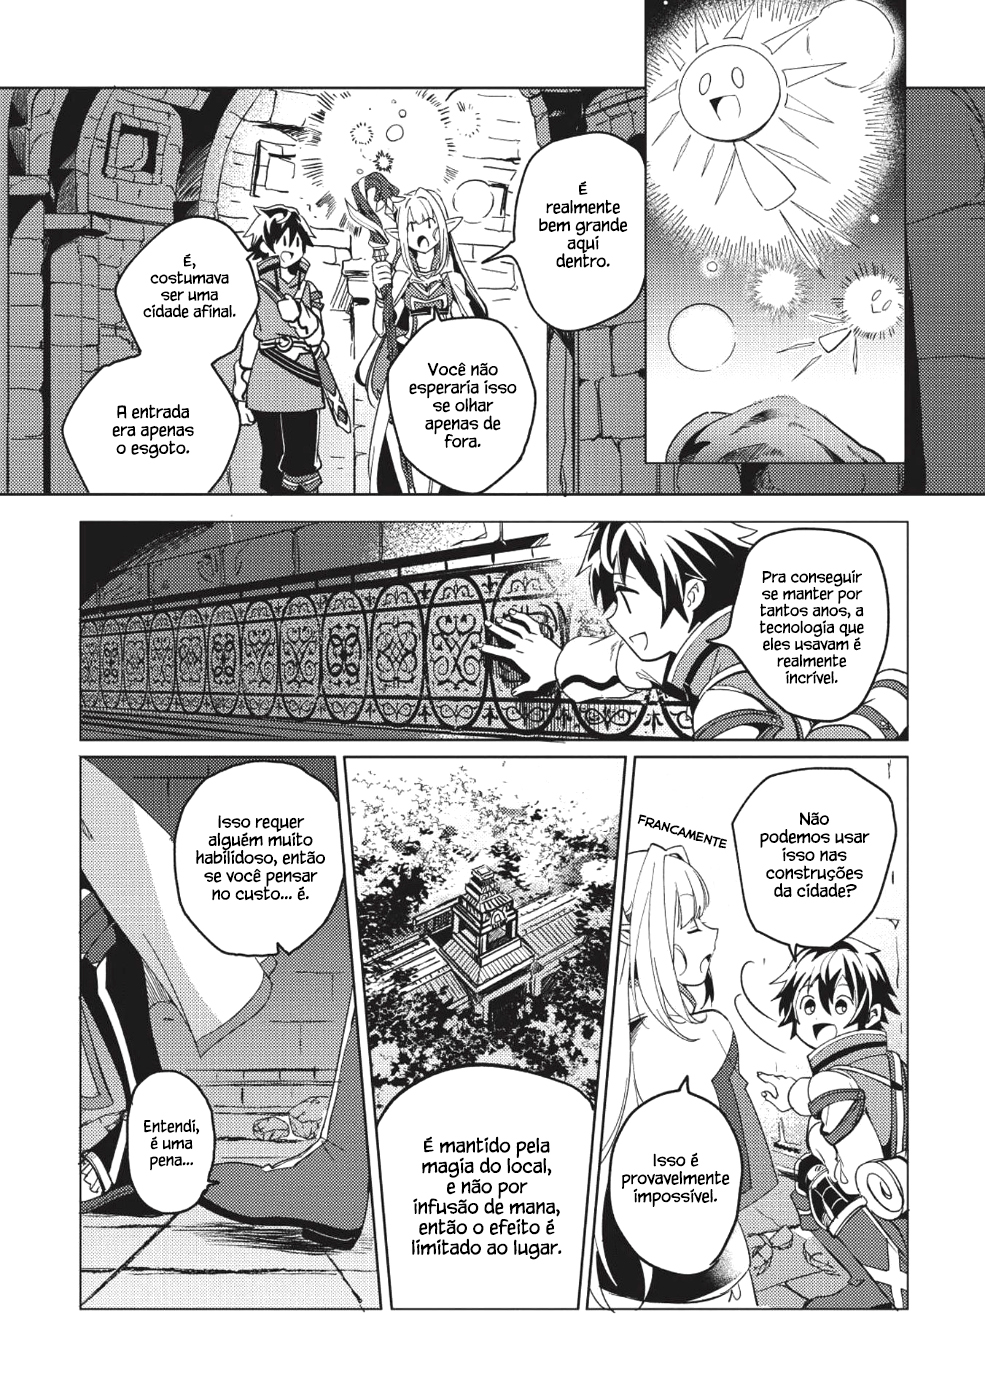 É
realmente
bem grande
aqui
dentro.
Você não
esperaria isso
se olhar
apenas de
fora.
É,
costumava
ser uma
cidade afinal.
A entrada
era apenas
o esgoto.
Pra conseguir
se manter por
tantos anos, a
tecnologia que
eles usavam é
realmente
incrível.
Não
podemos usar
isso nas
construções
da cidade?
FRANCAMENTE
Isso é
provavelmente
impossível.
É mantido pela
magia do local,
e não por
infusão de mana,
então o efeito é
limitado ao lugar.
Isso requer
alguém muito
habilidoso, então
se você pensar
no custo... é.
Entendi,
é uma
pena...